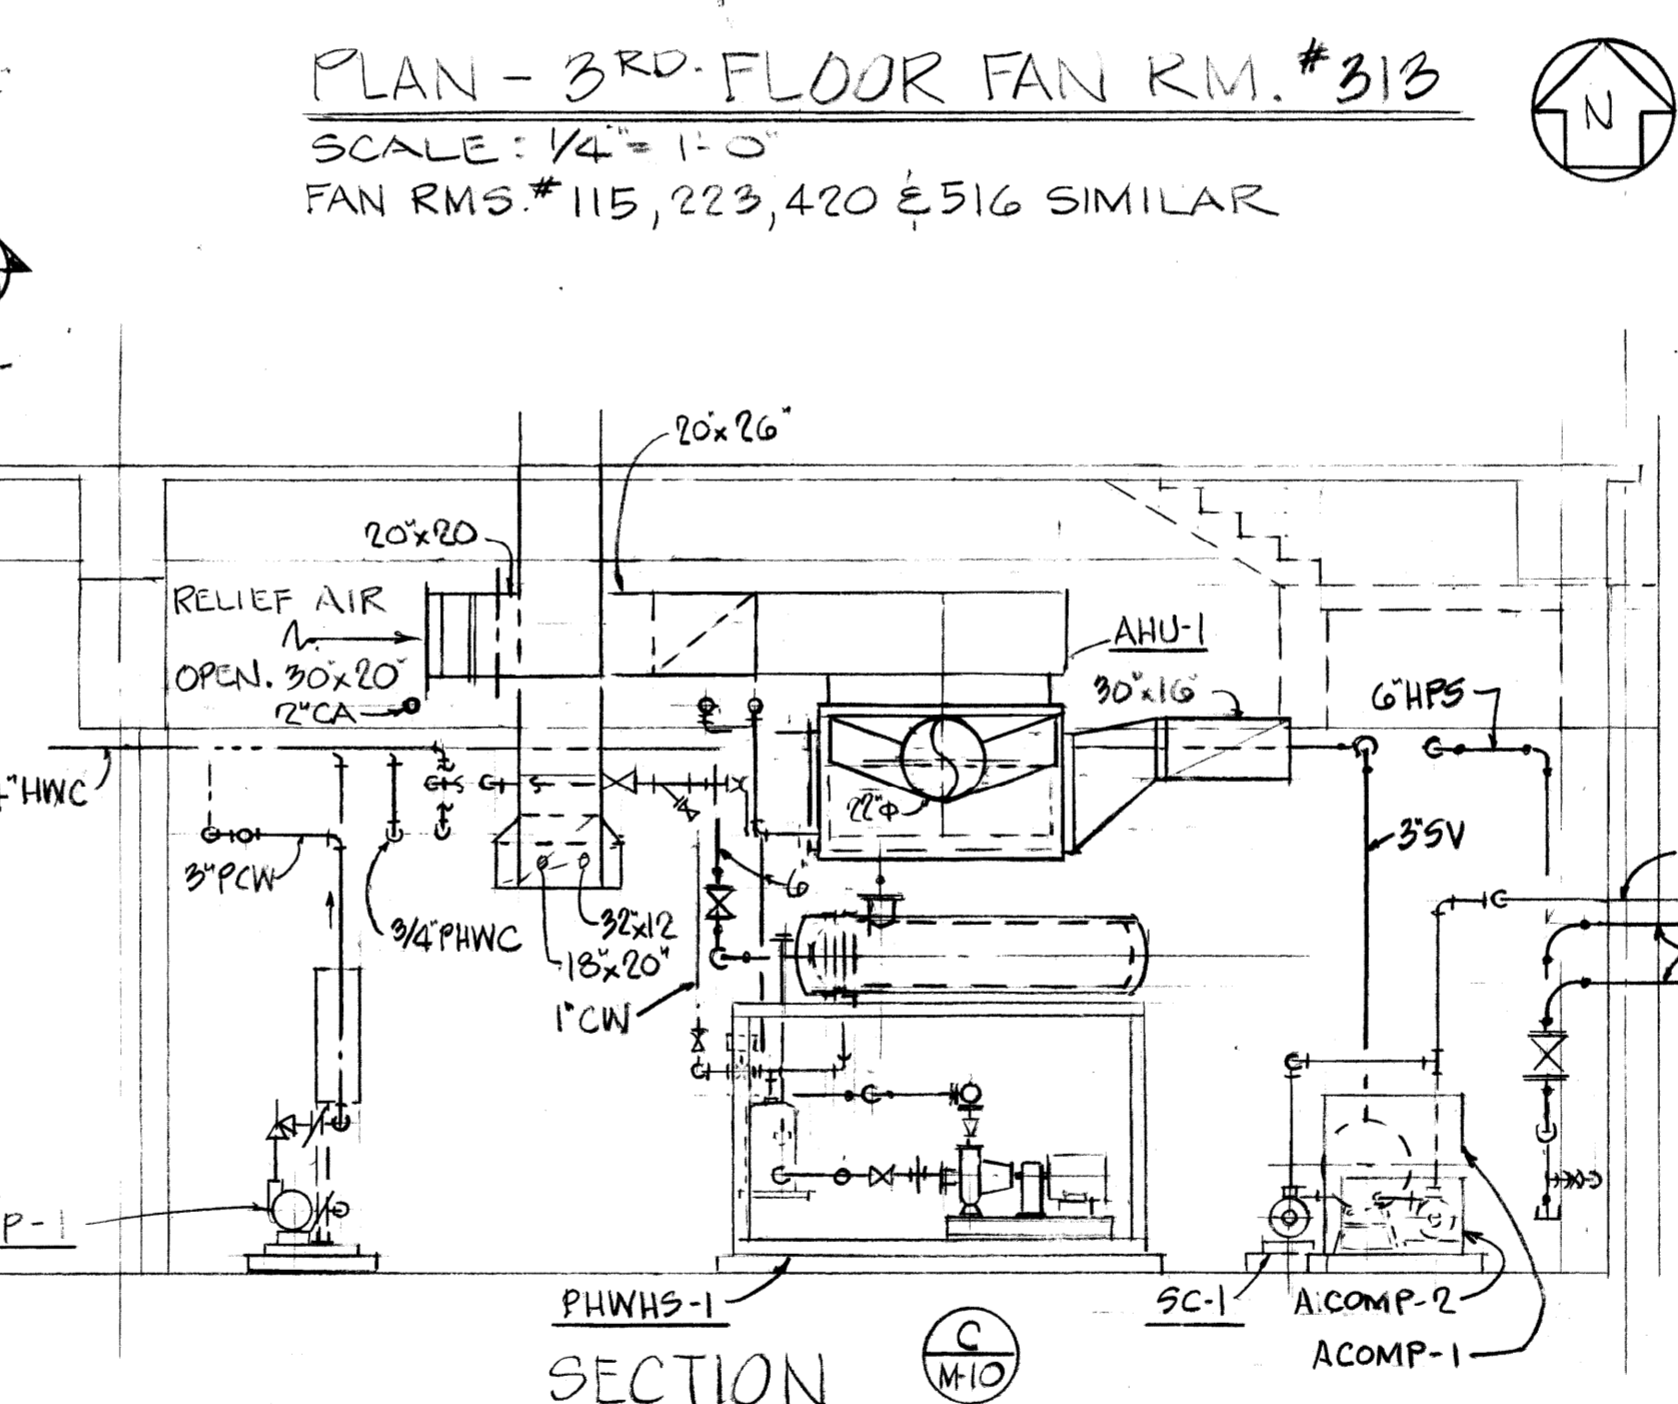 PLAN - 3RD. FLOOR FAN RM. #313
N
SCALE: 1/4" = 1'-0"
FAN RMS. #115, 223, 420 & 516 SIMILAR
20"x26"
20"x20
RELIEF AIR
OPEN. 30"x20"
2"CA
AHU-1
30"x16"
6"HPS
"HWC
22"Φ
3"SV
3"PCW
6"
3/4"PHWC
32"x12
18"x20"
1"CW
P-1
PHWHS-1
SC-1
A.COMP-2
ACOMP-1
SECTION
C
M-10